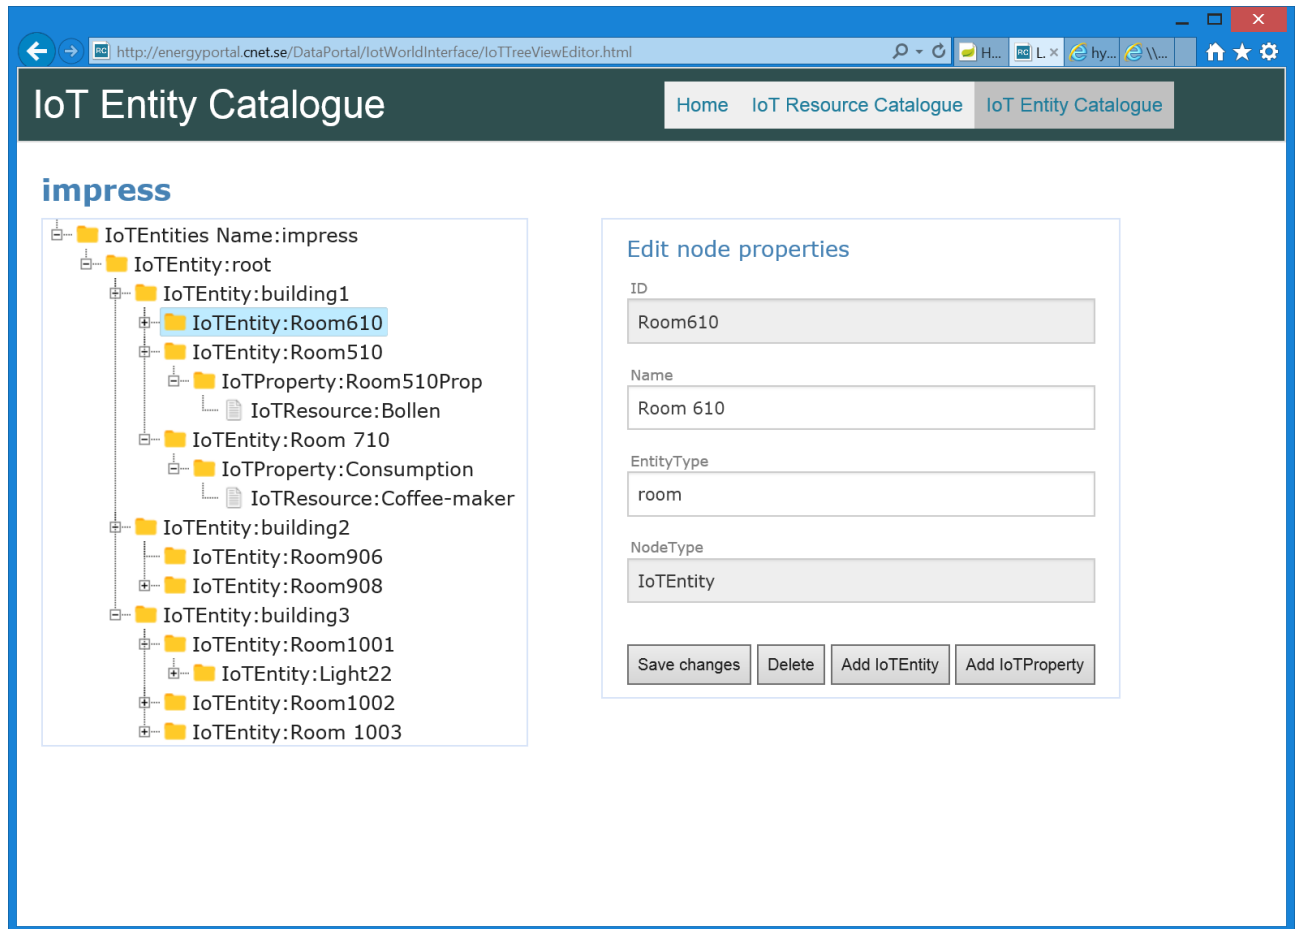 http://energyportal.cnet.se/DataPortal/IotWorldInterface/IoTTreeViewEditor.html
RC H... RC L. × hy... \\...
IoT Entity Catalogue
Home IoT Resource Catalogue IoT Entity Catalogue
impress
IoTEntities Name:impress
IoTEntity:root
IoTEntity:building1
IoTEntity:Room610
IoTEntity:Room510
IoTProperty:Room510Prop
IoTResource:Bollen
IoTEntity:Room 710
IoTProperty:Consumption
IoTResource:Coffee-maker
IoTEntity:building2
IoTEntity:Room906
IoTEntity:Room908
IoTEntity:building3
IoTEntity:Room1001
IoTEntity:Light22
IoTEntity:Room1002
IoTEntity:Room 1003
Edit node properties
ID
Room610
Name
Room 610
EntityType
room
NodeType
IoTEntity
Save changes Delete Add IoTEntity Add IoTProperty